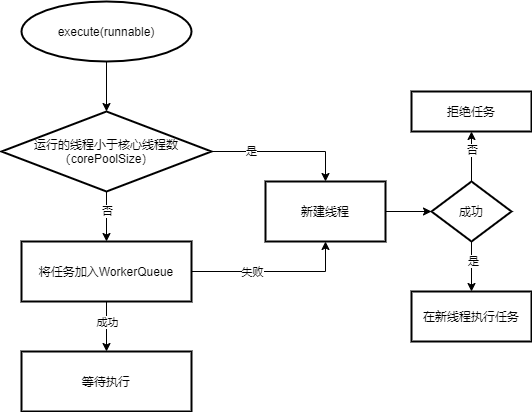 execute(runnable)
运行的线程小于核心线程数
（corePoolSize）
是
否
将任务加入WorkerQueue
失败
成功
等待执行
新建线程
成功
否
拒绝任务
是
在新线程执行任务